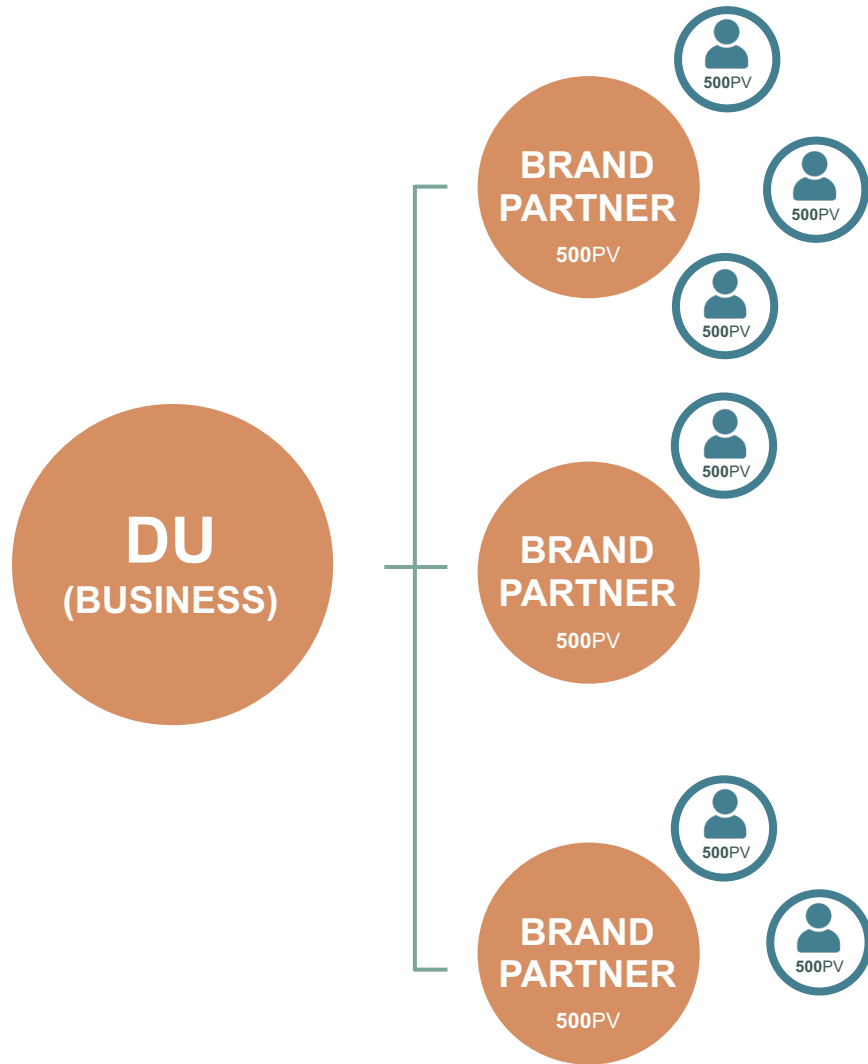 500PV
BRAND
PARTNER
500PV
500PV
500PV
500PV
DU
(BUSINESS)
BRAND
PARTNER
500PV
500PV
500PV
BRAND
PARTNER
500PV